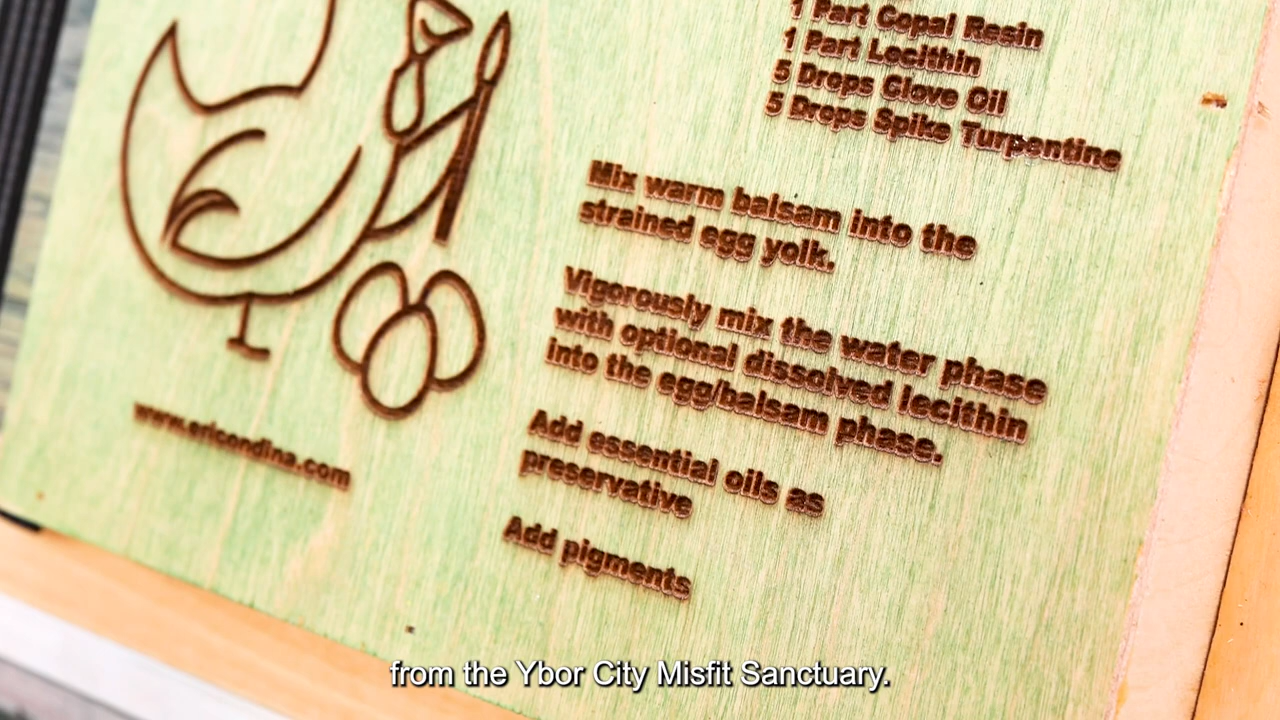 1 Part Copal Resin
1 Part Lecithin
5 Drops Clove Oil
5 Drops Spike Turpentine
Mix warm balsam into the
strained egg yolk.
Vigorously mix the water phase
with optional dissolved lecithin
into the egg/balsam phase.
Add essential oils as
preservative
Add pigments
www.ericondina.com
from the Ybor City Misfit Sanctuary.